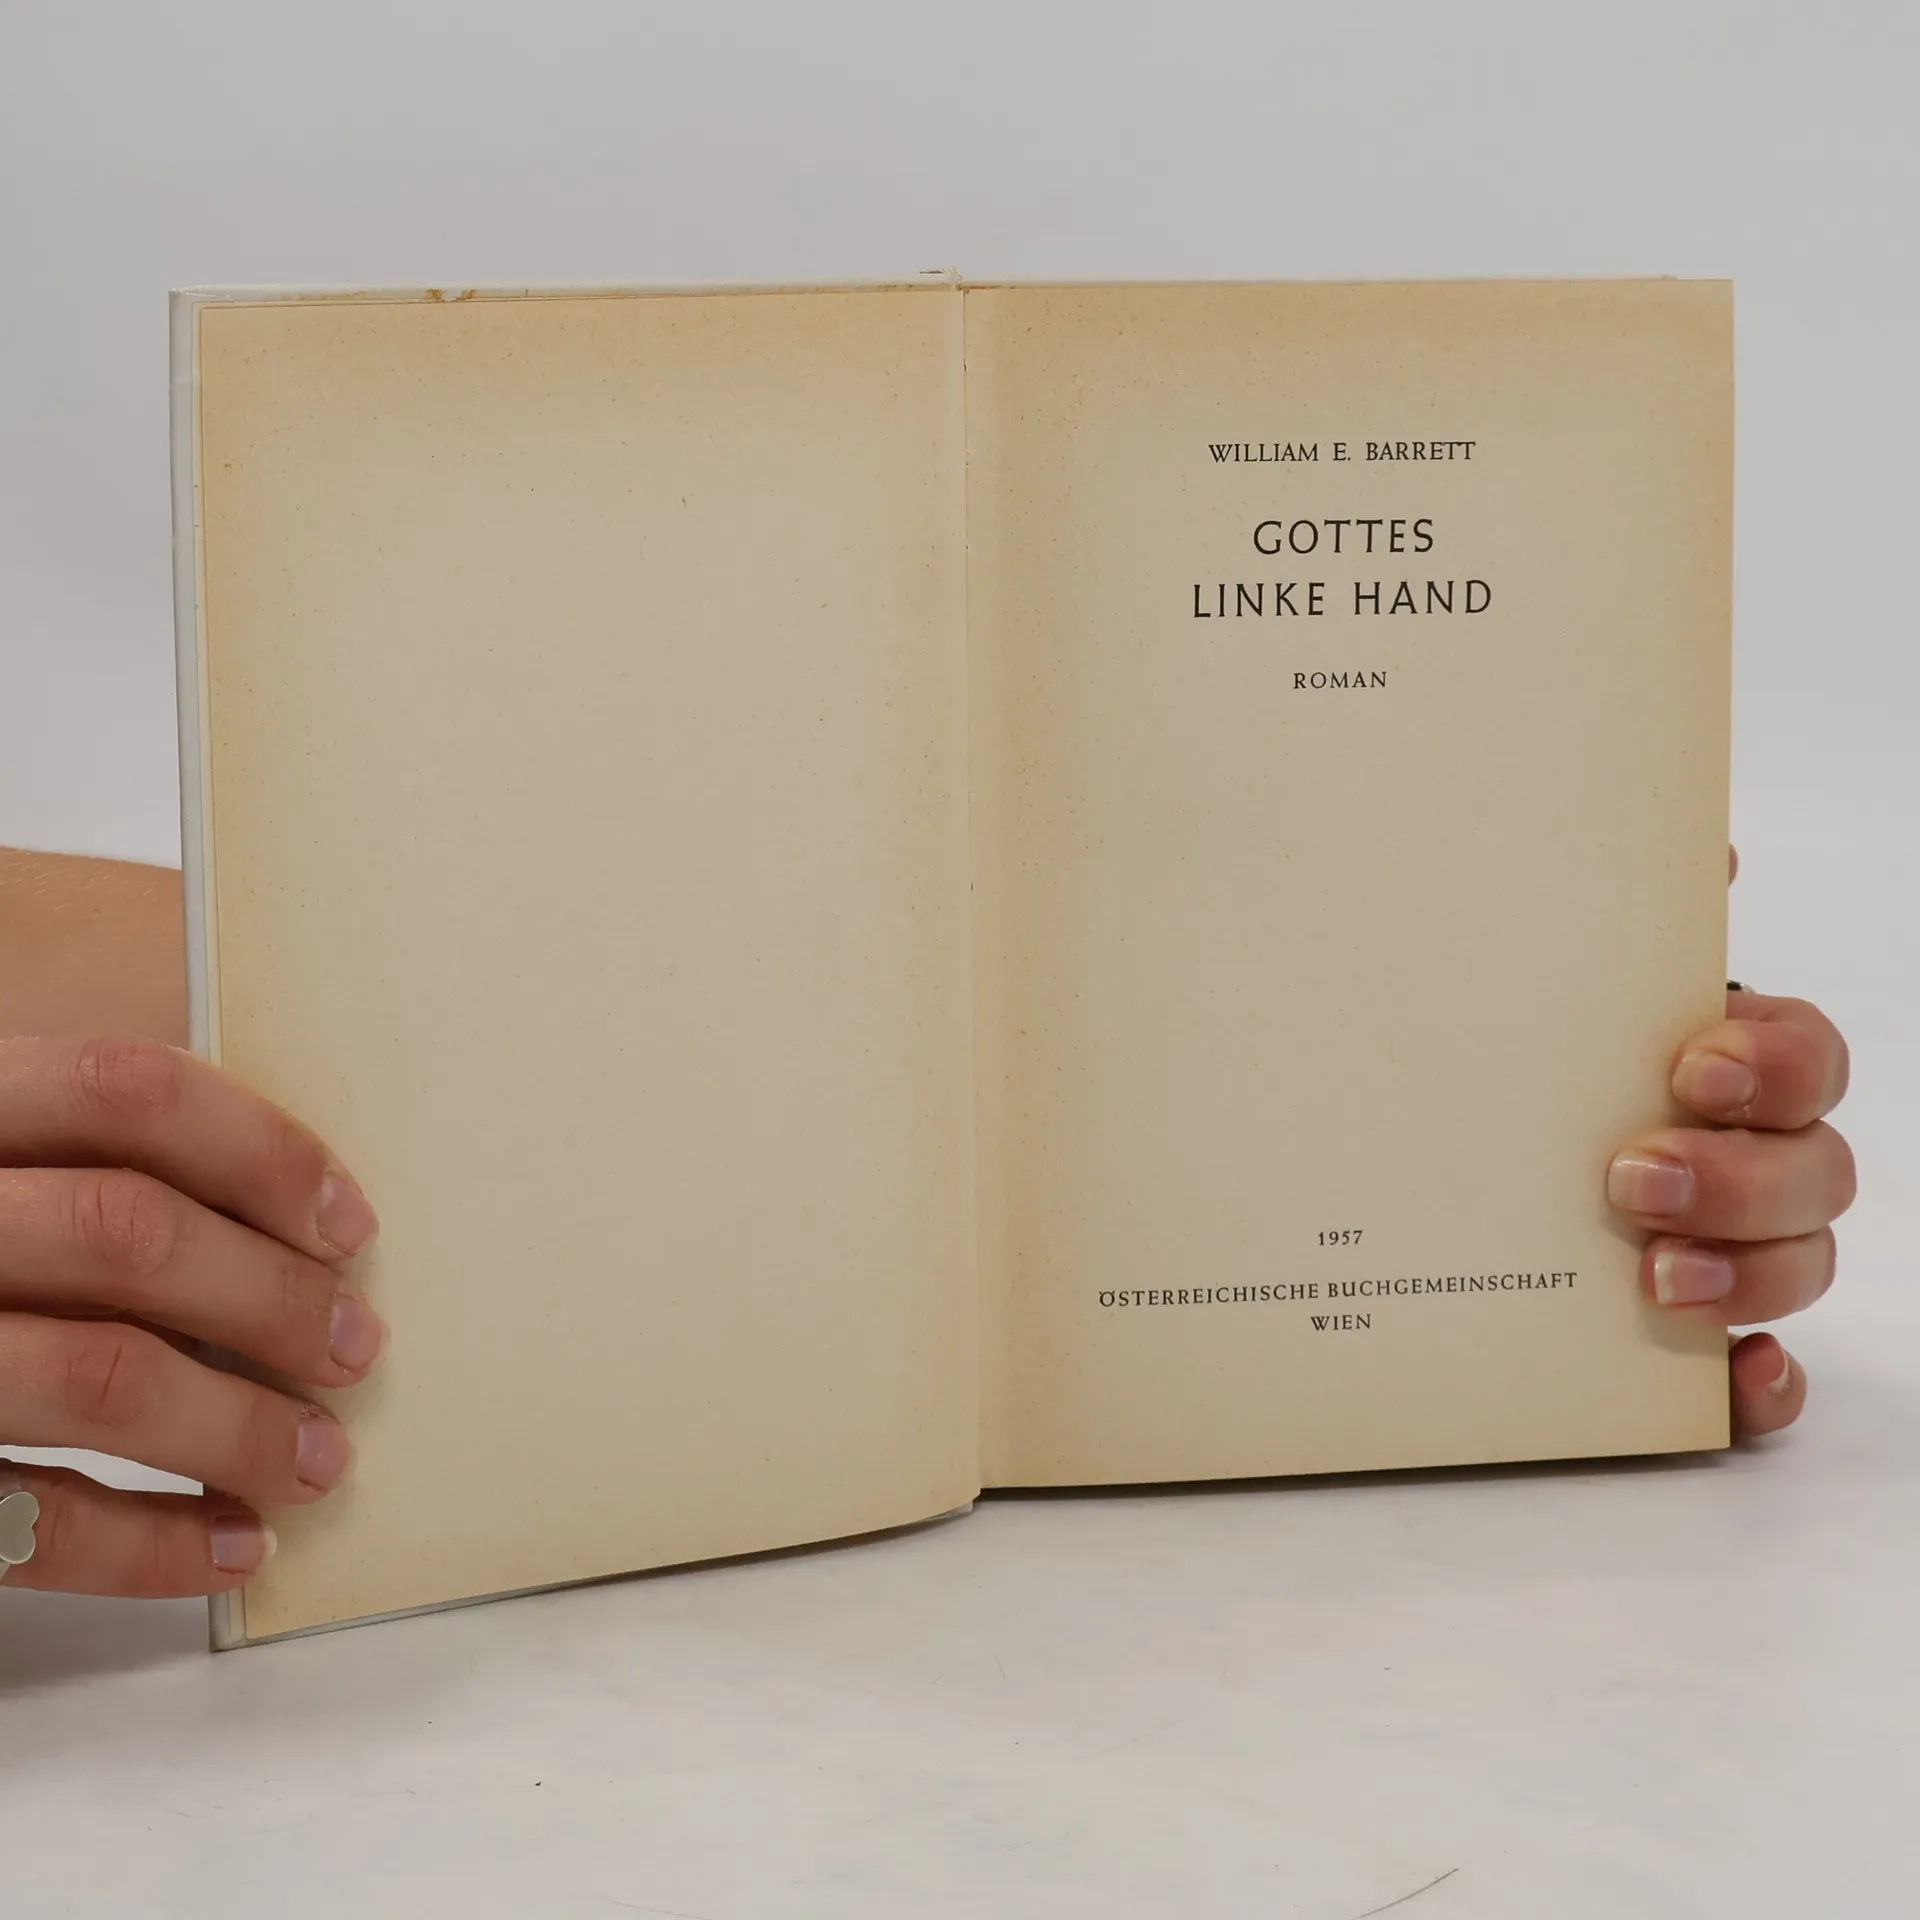 WILLIAM E. BARRETT
GOTTES
LINKE HAND
ROMAN
1957
ÖSTERREICHISCHE BUCHGEMEINSCHAFT
WIEN